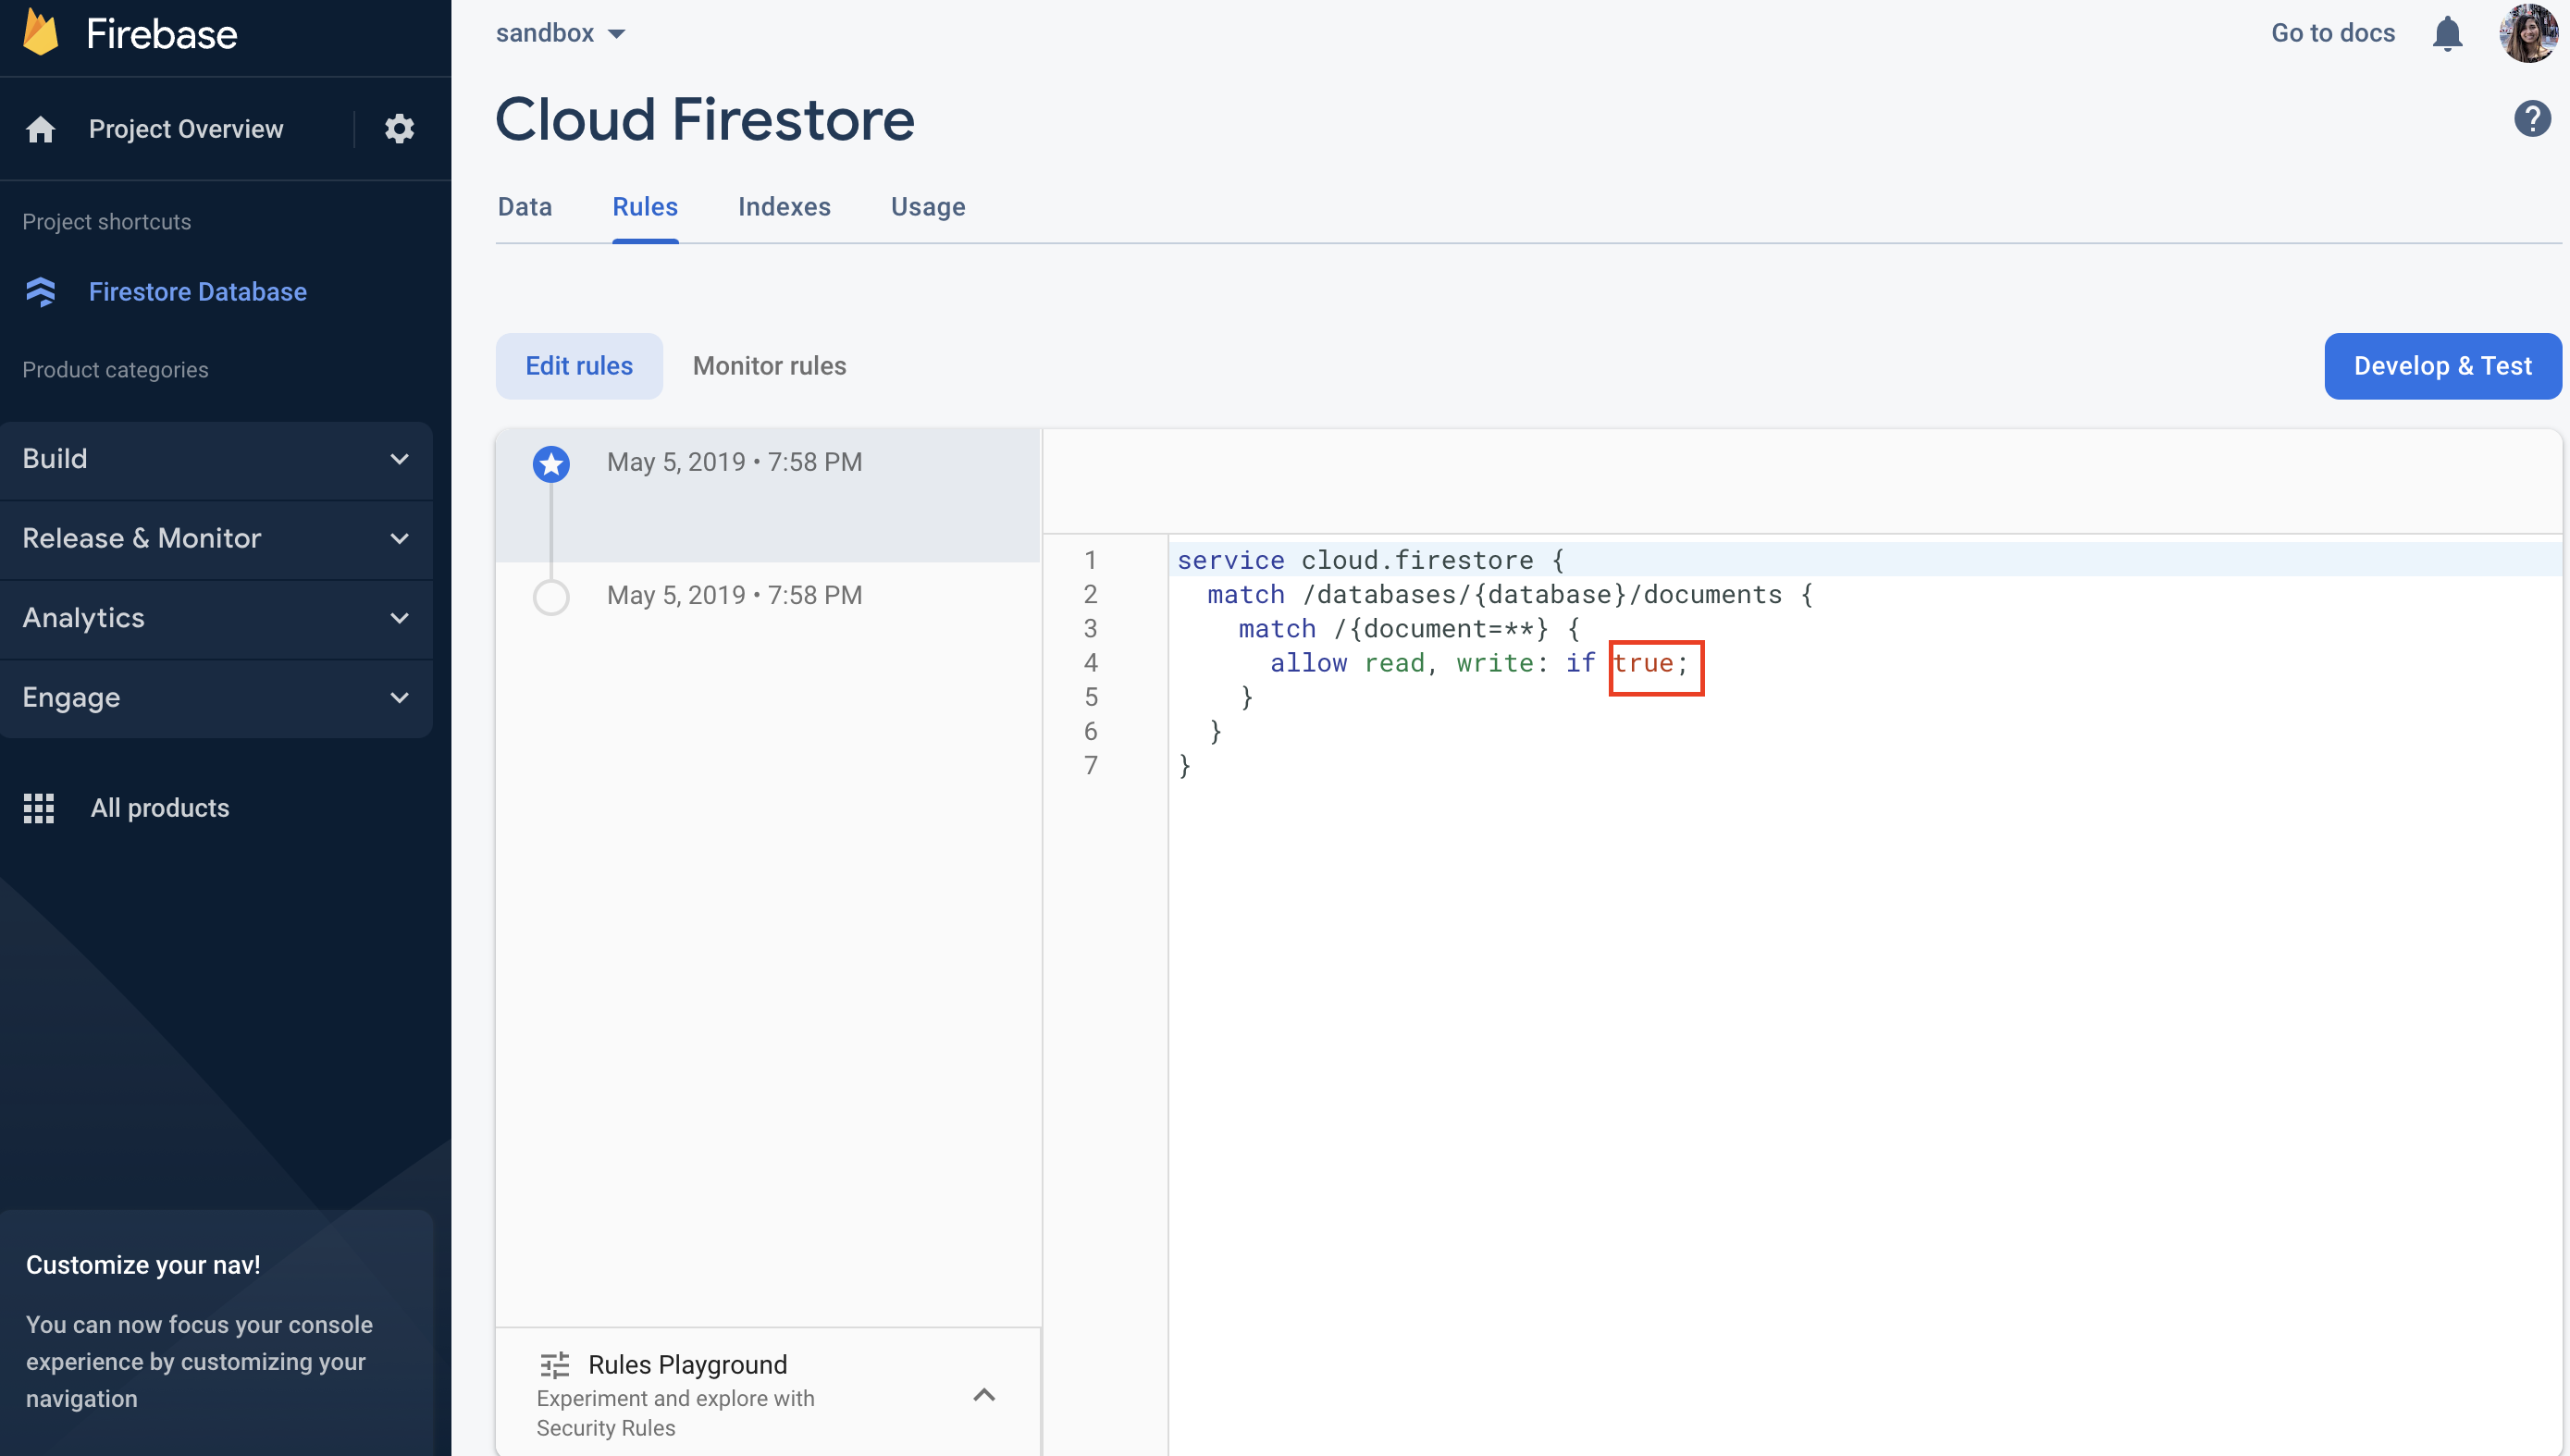 Firebase
Project Overview
Project shortcuts
Firestore Database
Product categories
Build
Release & Monitor
Analytics
Engage
All products
Customize your nav!
You can now focus your console
experience by customizing your
navigation
sandbox
Go to docs
Cloud Firestore
?
Data Rules Indexes Usage
Edit rules Monitor rules
Develop & Test
May 5, 2019 • 7:58 PM
May 5, 2019 • 7:58 PM
Rules Playground
Experiment and explore with
Security Rules
1 service cloud.firestore {
2   match /databases/{database}/documents {
3     match /{document=**} {
4       allow read, write: if true;
5     }
6   }
7 }